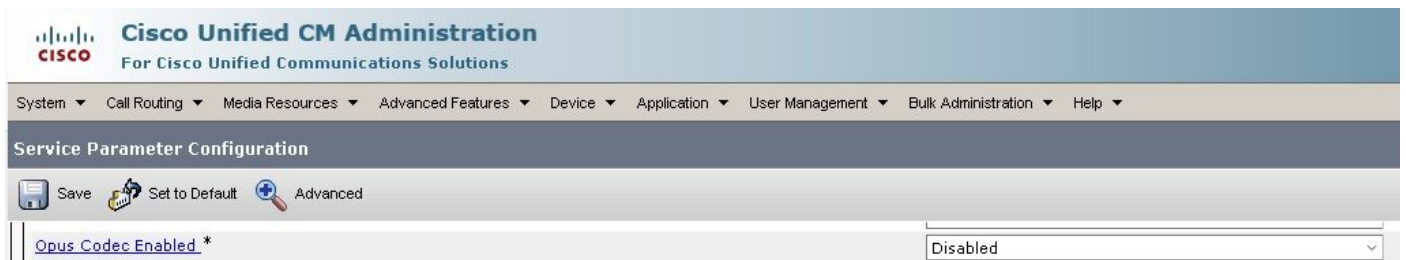 CISCO
Cisco Unified CM Administration
For Cisco Unified Communications Solutions
System Call Routing Media Resources Advanced Features Device Application User Management Bulk Administration Help
Service Parameter Configuration
Save Set to Default Advanced
Opus Codec Enabled * Disabled